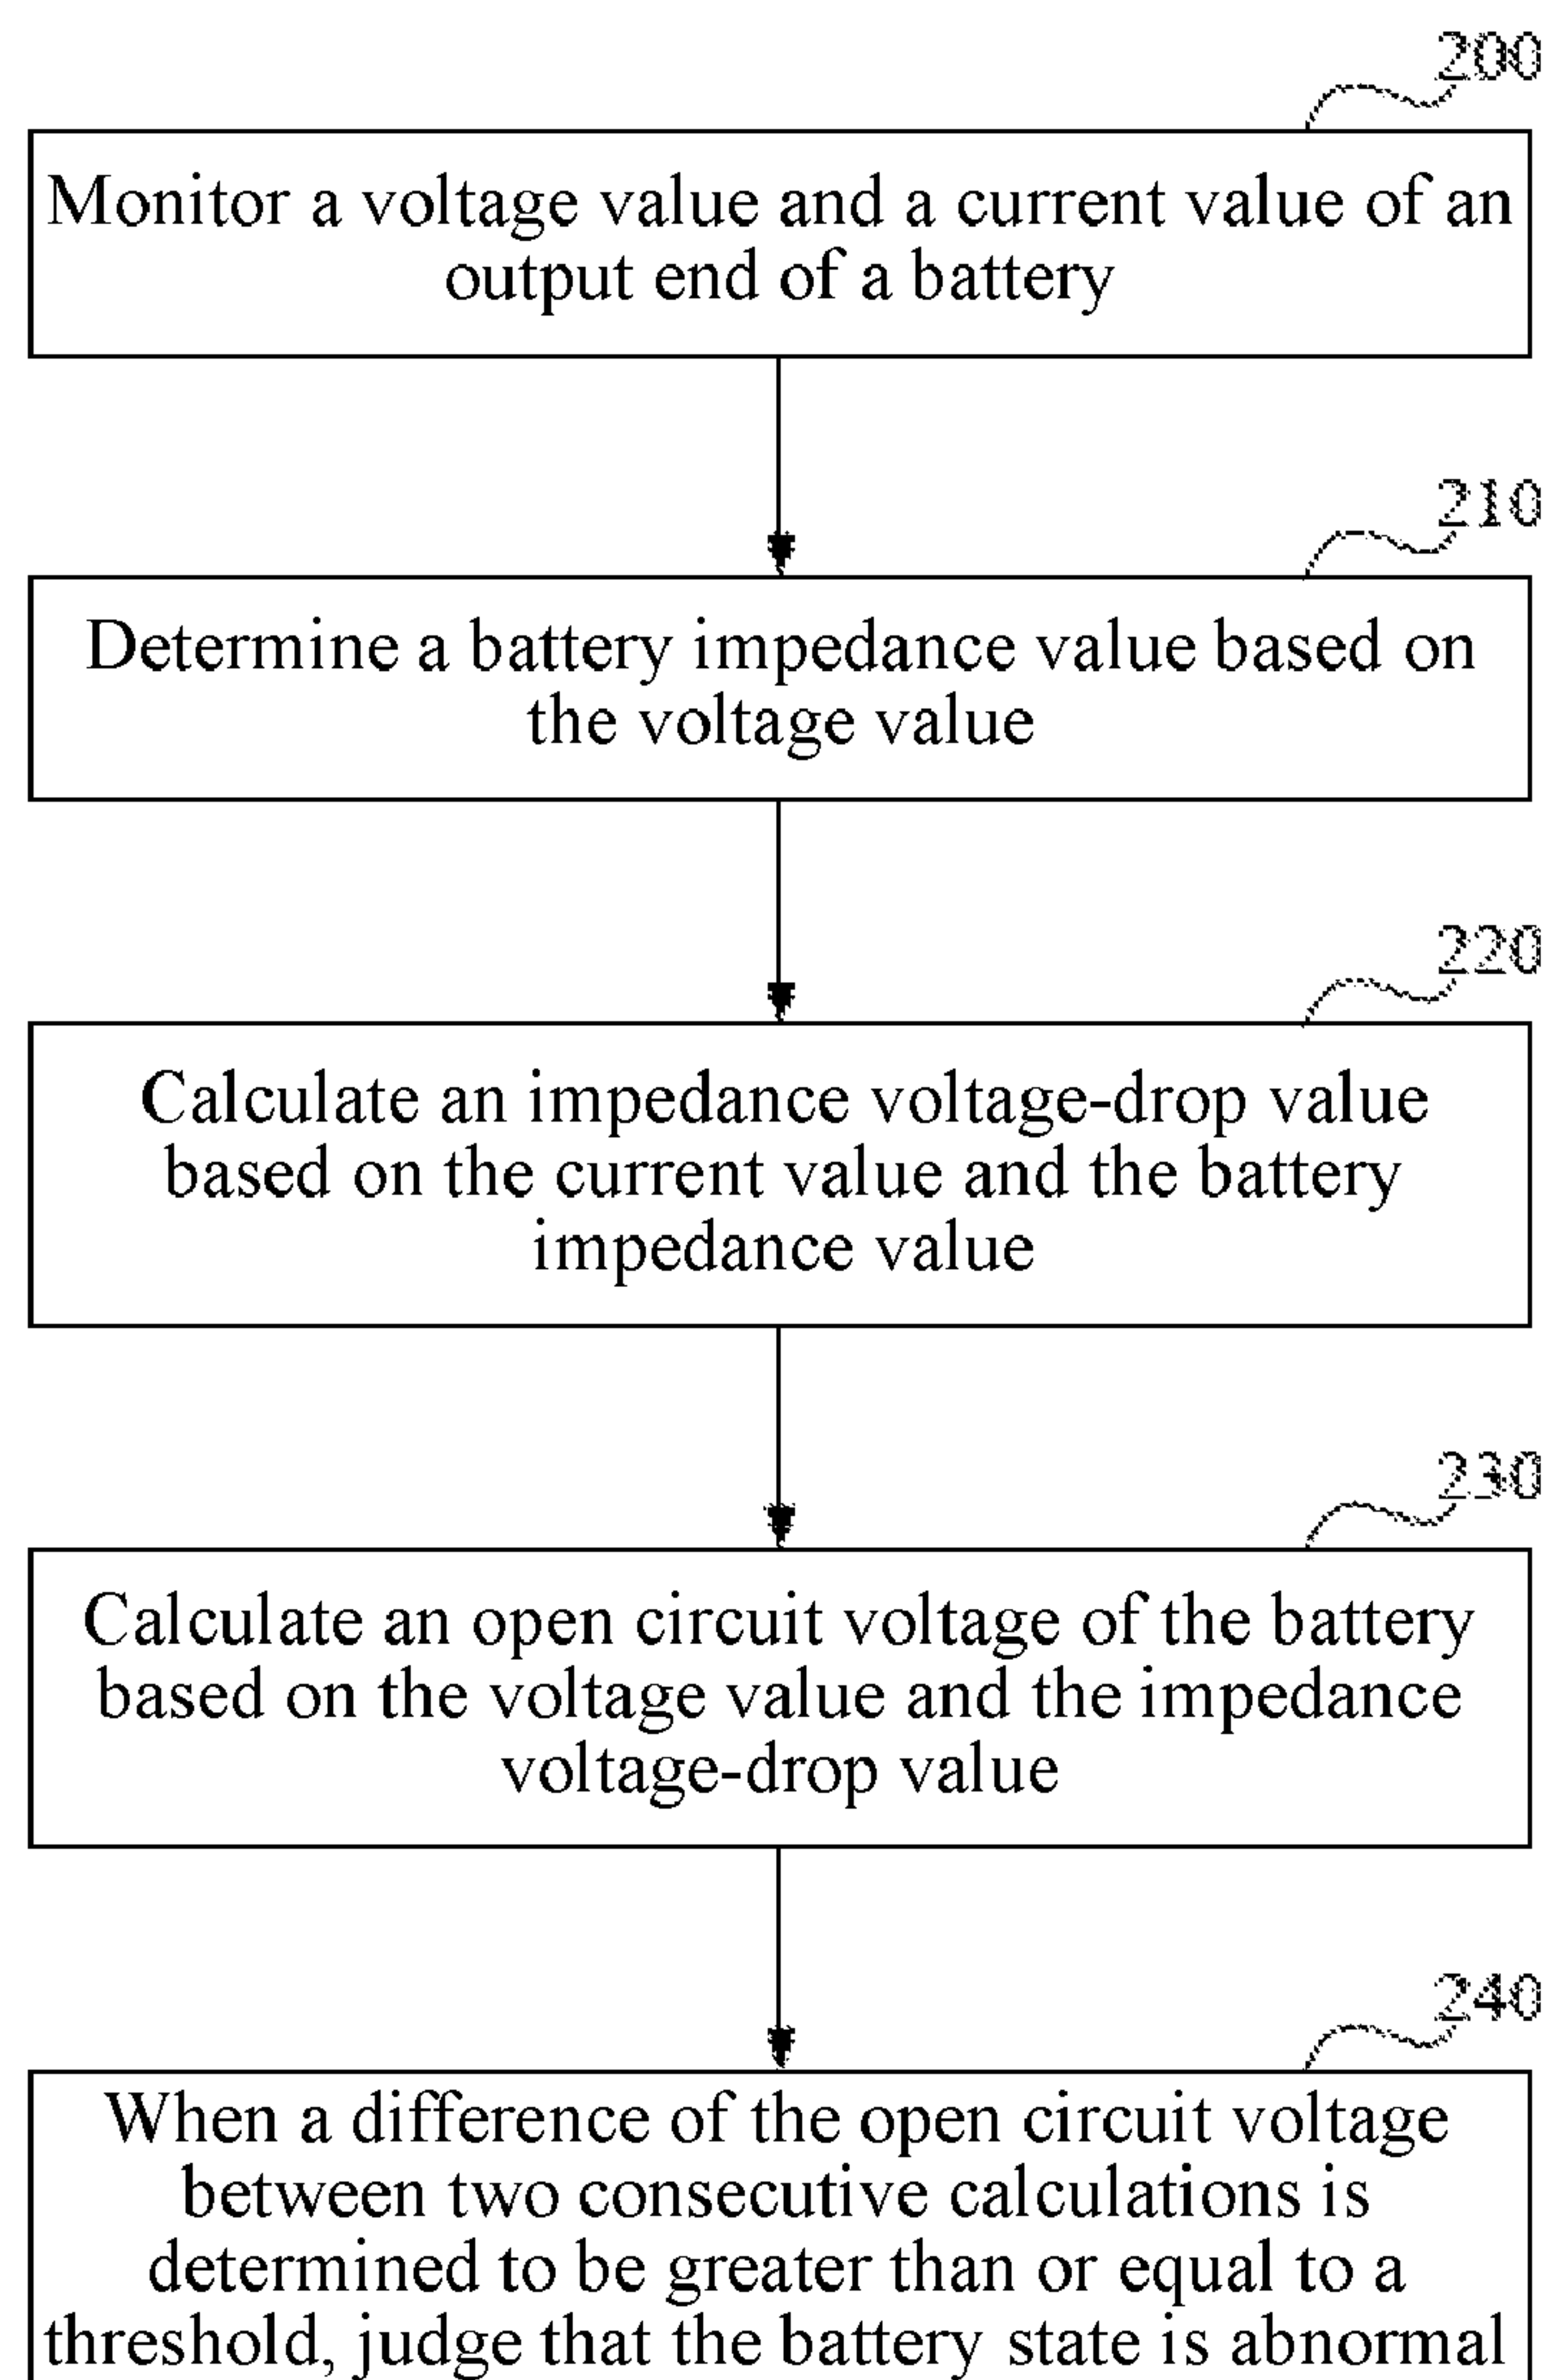 200
Monitor a voltage value and a current value of an
output end of a battery
210
Determine a battery impedance value based on
the voltage value
220
Calculate an impedance voltage-drop value
based on the current value and the battery
impedance value
230
Calculate an open circuit voltage of the battery
based on the voltage value and the impedance
voltage-drop value
240
When a difference of the open circuit voltage
between two consecutive calculations is
determined to be greater than or equal to a
threshold, judge that the battery state is abnormal